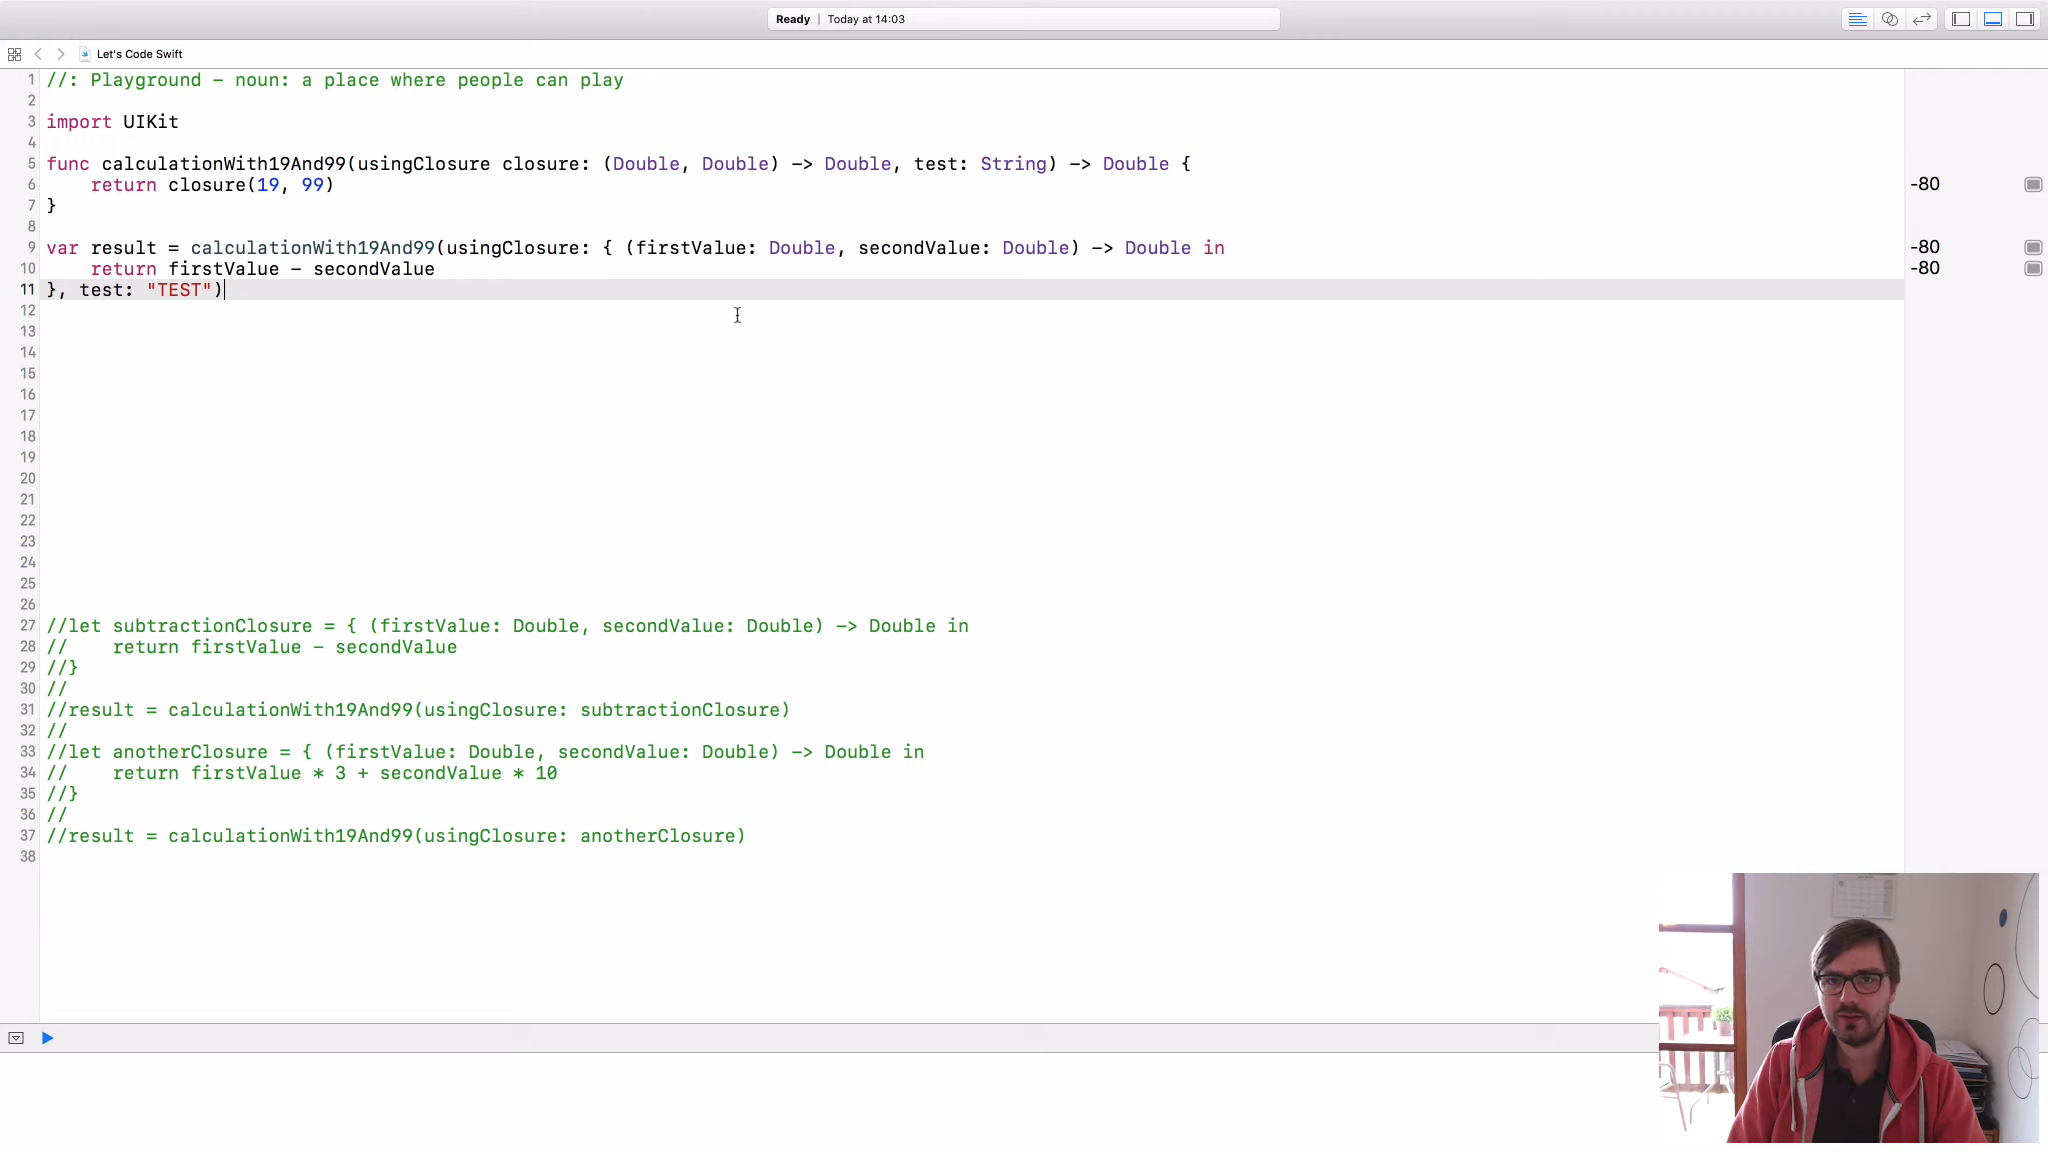 Ready | Today at 14:03
Let's Code Swift
1 //: Playground – noun: a place where people can play
2
3 import UIKit
4
5 func calculationWith19And99(usingClosure closure: (Double, Double) -> Double, test: String) -> Double {
6     return closure(19, 99)
-80
7 }
8
9 var result = calculationWith19And99(usingClosure: { (firstValue: Double, secondValue: Double) -> Double in
-80
10     return firstValue - secondValue
-80
11 }, test: "TEST")
12
13
14
15
16
17
18
19
20
21
22
23
24
25
26
27 //let subtractionClosure = { (firstValue: Double, secondValue: Double) -> Double in
28 //    return firstValue - secondValue
29 //}
30 //
31 //result = calculationWith19And99(usingClosure: subtractionClosure)
32 //
33 //let anotherClosure = { (firstValue: Double, secondValue: Double) -> Double in
34 //    return firstValue * 3 + secondValue * 10
35 //}
36 //
37 //result = calculationWith19And99(usingClosure: anotherClosure)
38